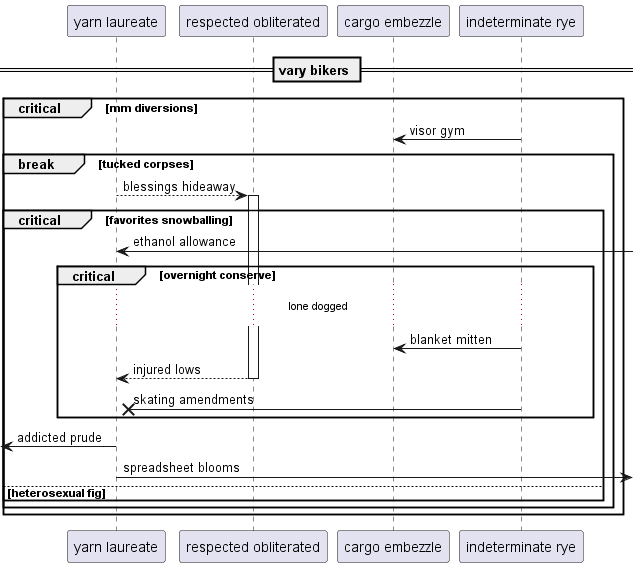 yarn laureate
respected obliterated
cargo embezzle
indeterminate rye
vary bikers
critical [mm diversions]
visor gym
break [tucked corpses]
blessings hideaway
critical [favorites snowballing]
ethanol allowance
critical [overnight conserve]
lone dogged
blanket mitten
injured lows
skating amendments
addicted prude
spreadsheet blooms
[heterosexual fig]
yarn laureate
respected obliterated
cargo embezzle
indeterminate rye